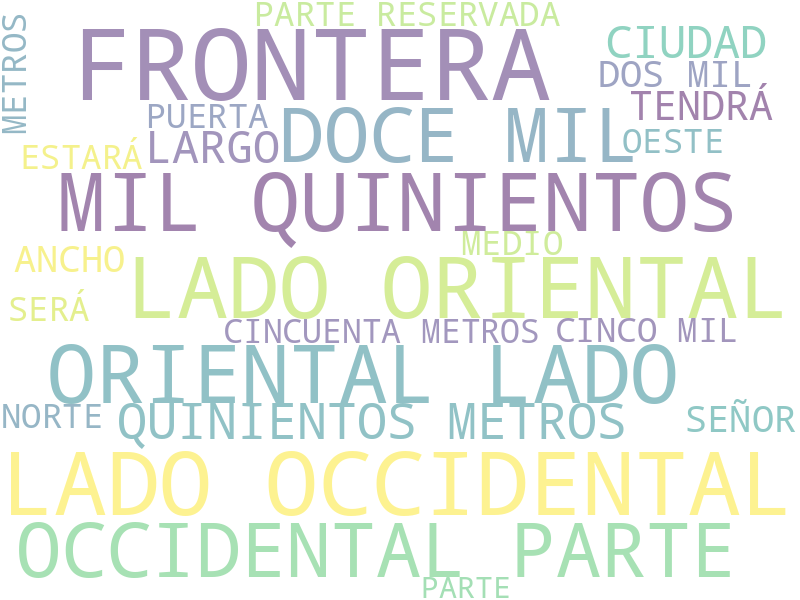 PARTE RESERVADA
METROS
FRONTERA
CIUDAD
DOS MIL
TENDRÁ
PUERTA
DOCE MIL
OESTE
ESTARÁ
LARGO
MIL QUINIENTOS
MEDIO
ANCHO
LADO ORIENTAL
SERÁ
CINCUENTA METROS
CINCO MIL
ORIENTAL LADO
NORTE
QUINIENTOS METROS
SEÑOR
LADO OCCIDENTAL
OCCIDENTAL PARTE
PARTE